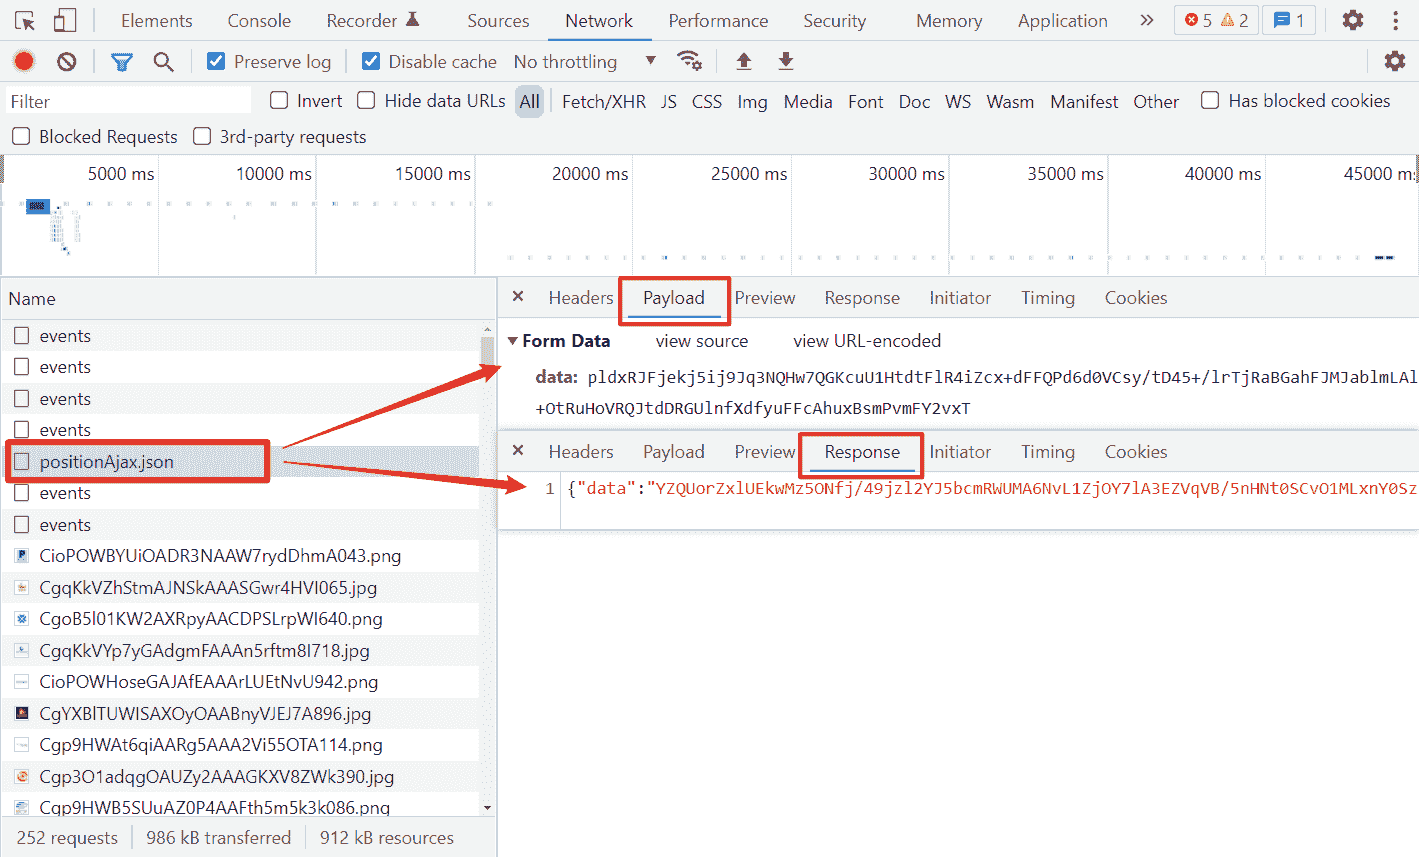 Elements Console Recorder Sources Network Performance Security Memory Application 5 2 1
Preserve log Disable cache No throttling
Filter Invert Hide data URLs All Fetch/XHR JS CSS Img Media Font Doc WS Wasm Manifest Other Has blocked cookies
Blocked Requests 3rd-party requests
5000 ms 10000 ms 15000 ms 20000 ms 25000 ms 30000 ms 35000 ms 40000 ms 45000 m
Name
events
events
events
events
positionAjax.json
events
events
CioPOWBYUiOADR3NAAW7rydDhmA043.png
CgqKkVZhStmAJNSkAAASGwr4HVI065.jpg
CgoB5l01KW2AXRpyAACDPSLrpWI640.png
CgqKkVYp7yGAdgmFAAAn5rftm8I718.jpg
CioPOWHoseGAJAfEAAArLUEtNvU942.png
CgYXBlTUWISAXOyOAABnyVJEJ7A896.jpg
Cgp9HWAt6qiAARg5AAA2Vi55OTA114.png
Cgp3O1adqgOAUZy2AAAGKXV8ZWk390.jpg
Cgp9HWB5SUuAZ0P4AAFth5m5k3k086.png
252 requests 986 kB transferred 912 kB resources
Headers Payload Preview Response Initiator Timing Cookies
Form Data view source view URL-encoded
data: pldxRJFjekj5ij9Jq3NQHw7QGKcuU1HtdtFlR4iZcx+dFFQPd6d0VCsy/tD45+/lrTjRaBGahFJMJablmLAl
+OtRuHoVRQJtdDRGUlnfXdfyuFFcAhuxBsmPvmFY2vxT
Headers Payload Preview Response Initiator Timing Cookies
1 {"data":"YZQUorZxlUEkwMz5ONfj/49jzl2YJ5bcmRWUMA6NvL1ZjOY7lA3EZVqVB/5nHNt0SCvO1MLxnY0Sz